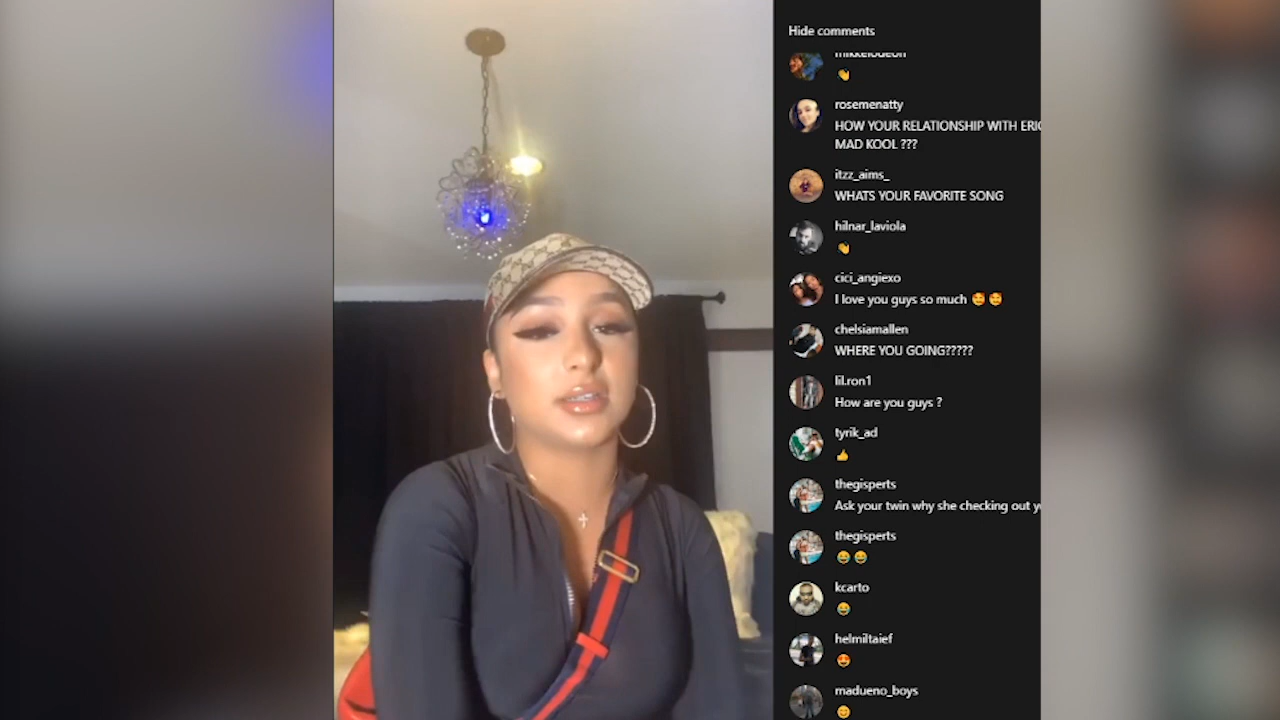 Hide comments
mikkelodeon
rosemenatty
HOW YOUR RELATIONSHIP WITH ERIC
MAD KOOL ???
itzz_aims_
WHATS YOUR FAVORITE SONG
hilnar_laviola
cici_angiexo
I love you guys so much 🥰 🥰
chelsiamallen
WHERE YOU GOING?????
lil.ron1
How are you guys ?
tyrik_ad
thegisperts
Ask your twin why she checking out
thegisperts
kcarto
helmiltaief
madueno_boys